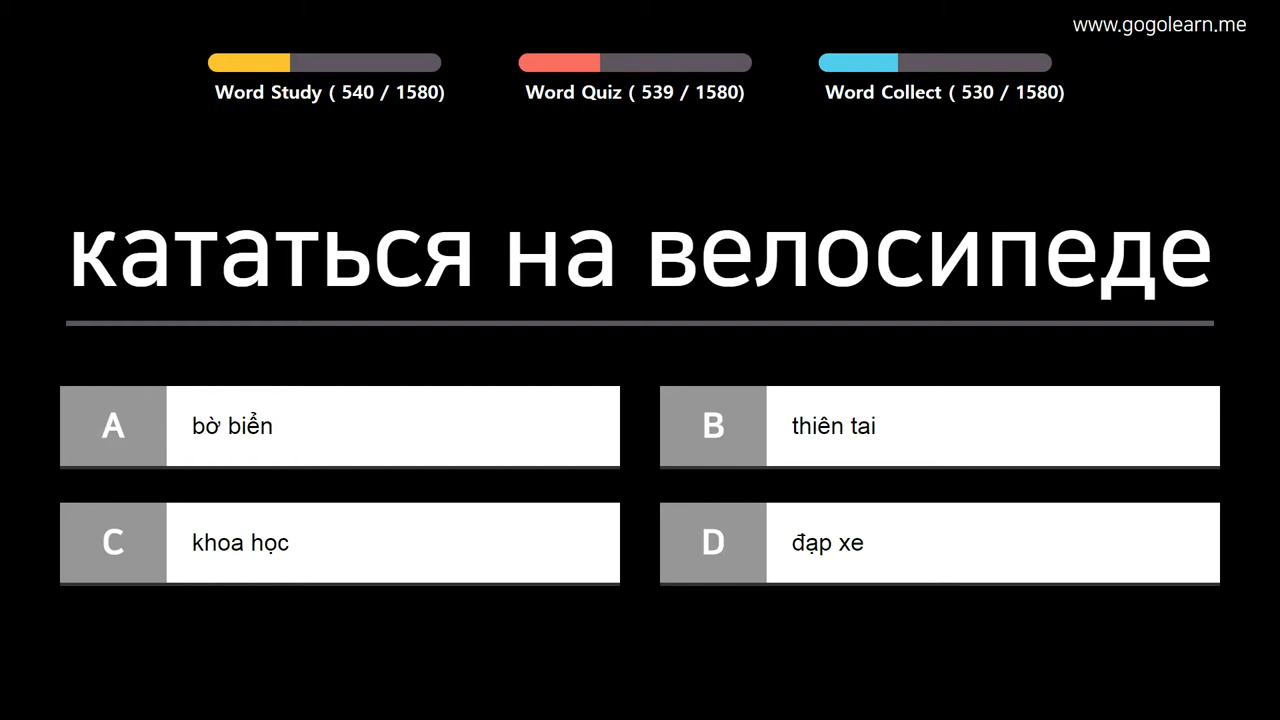 www.gogolearn.me
Word Study ( 540 / 1580)
Word Quiz ( 539 / 1580)
Word Collect ( 530 / 1580)
кататься на велосипеде
A bờ biển
B thiên tai
C khoa học
D đạp xe